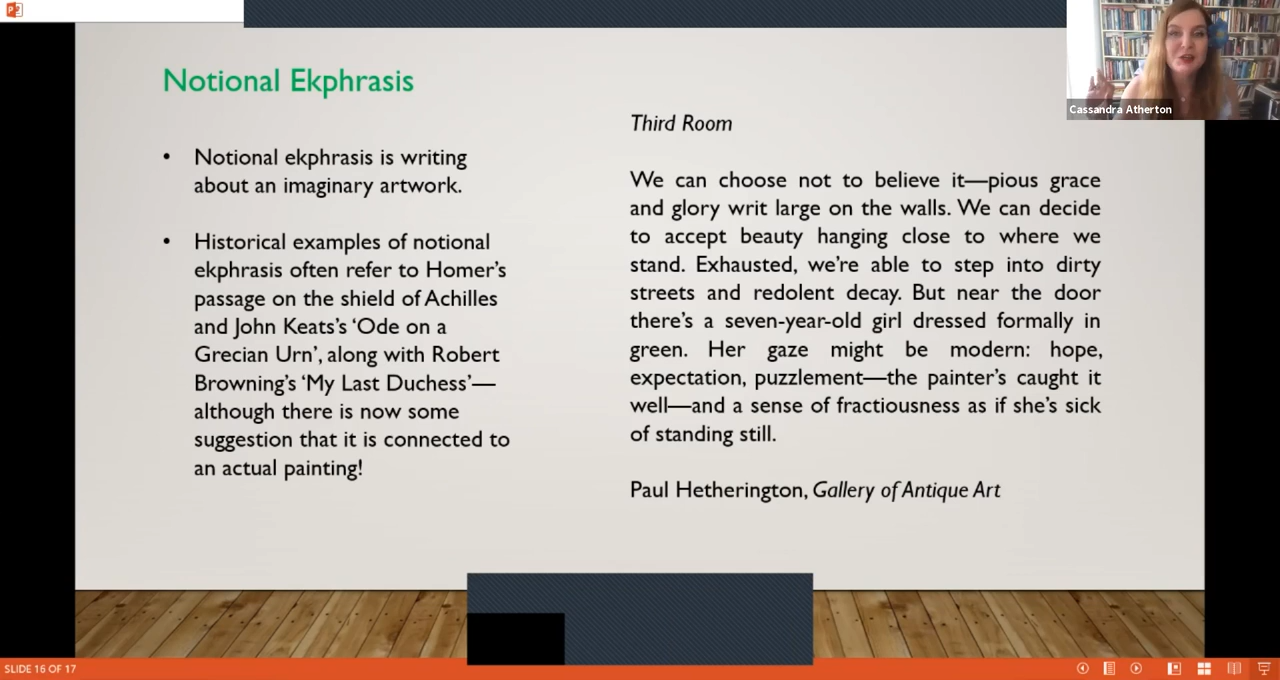 Cassandra Atherton
Notional Ekphrasis
• Notional ekphrasis is writing
about an imaginary artwork.
• Historical examples of notional
ekphrasis often refer to Homer's
passage on the shield of Achilles
and John Keats's ‘Ode on a
Grecian Urn’, along with Robert
Browning's ‘My Last Duchess’—
although there is now some
suggestion that it is connected to
an actual painting!
Third Room
We can choose not to believe it—pious grace
and glory writ large on the walls. We can decide
to accept beauty hanging close to where we
stand. Exhausted, we're able to step into dirty
streets and redolent decay. But near the door
there's a seven-year-old girl dressed formally in
green. Her gaze might be modern: hope,
expectation, puzzlement—the painter's caught it
well—and a sense of fractiousness as if she's sick
of standing still.
Paul Hetherington, Gallery of Antique Art
SLIDE 16 OF 17